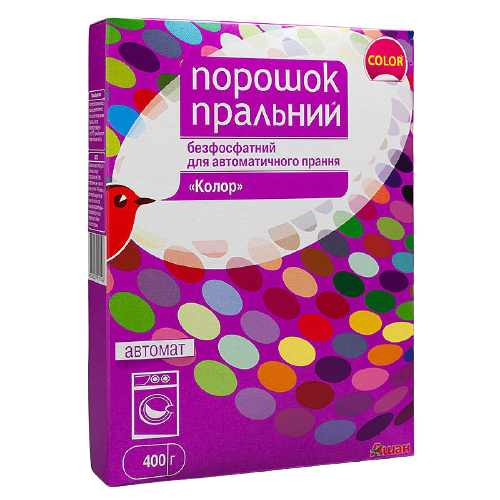 COLOR
порошок
пральний
безфосфатний
для автоматичного прання
«Колор»
автомат
400 г
Ашан